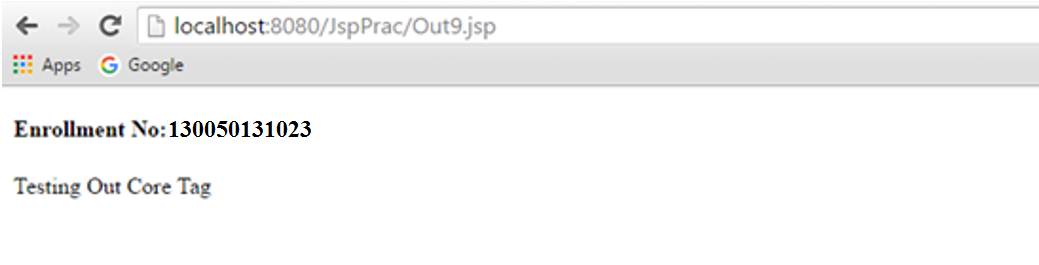 localhost:8080/JspPrac/Out9.jsp
Apps Google
Enrollment No:130050131023
Testing Out Core Tag